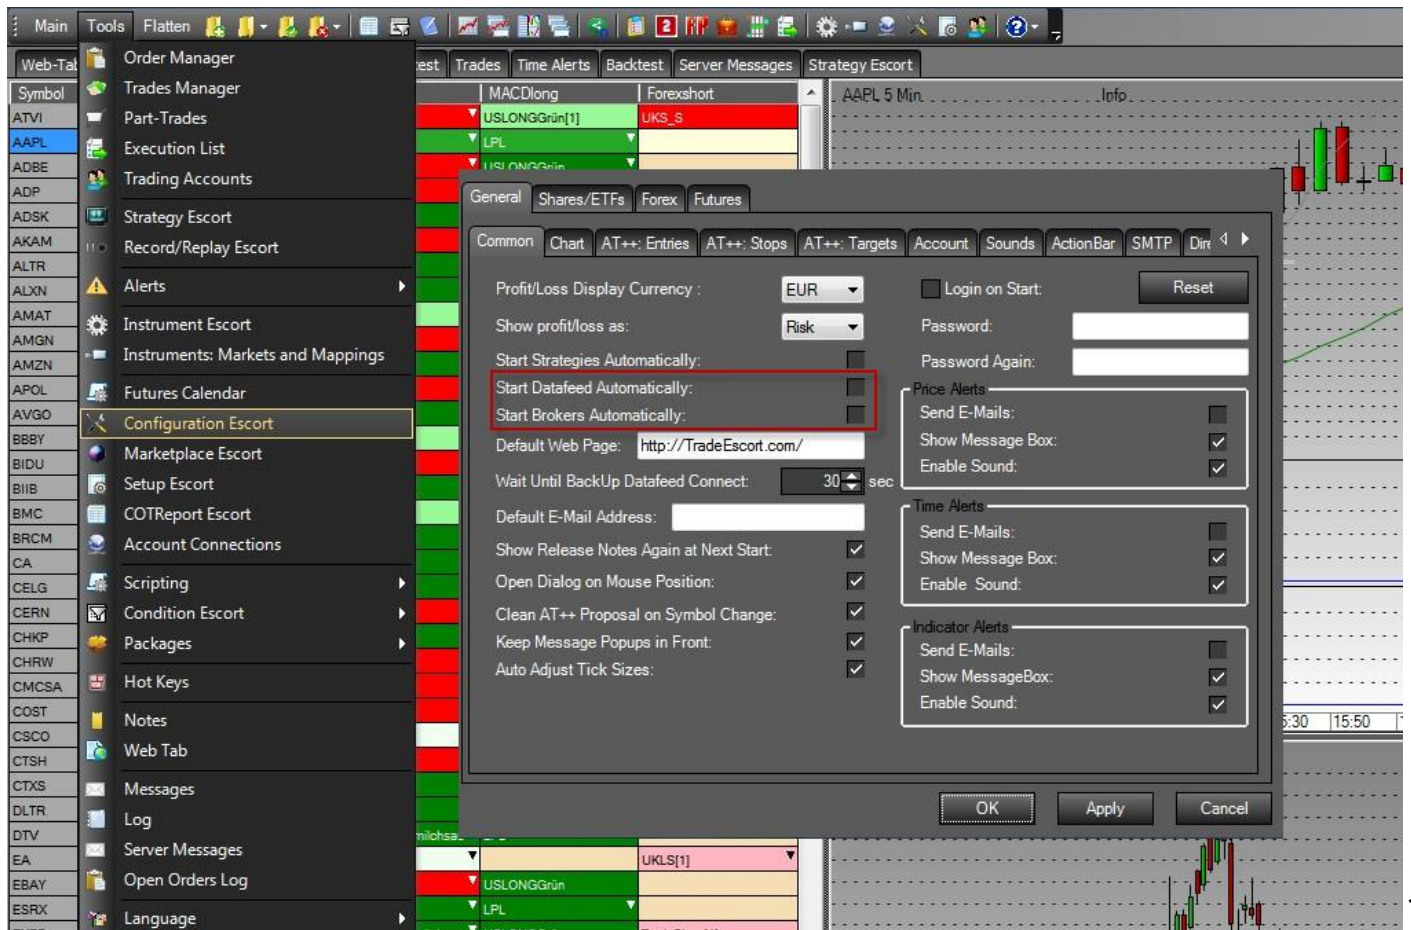 Main Tools Flatten
Web-Tab
Trades Time Alerts Backtest Server Messages Strategy Escort
Symbol MACDlong Forexshort
ATVI USLONGGrün[1] UKS_S
AAPL LPL
ADBE USLONGGrün
ADP
ADSK
AKAM
ALTR
ALXN
AMAT
AMGN
AMZN
APOL
AVGO
BBBY
BIDU
BIIB
BMC
BRCM
CA
CELG
CERN
CHKP
CHRW
CMCSA
COST
CSCO
CTSH
CTXS
DLTR
DTV
EA UKLS[1]
EBAY USLONGGrün
ESRX LPL
Order Manager
Trades Manager
Part-Trades
Execution List
Trading Accounts
Strategy Escort
Record/Replay Escort
Alerts
Instrument Escort
Instruments: Markets and Mappings
Futures Calendar
Configuration Escort
Marketplace Escort
Setup Escort
COTReport Escort
Account Connections
Scripting
Condition Escort
Packages
Hot Keys
Notes
Web Tab
Messages
Log
Server Messages
Open Orders Log
Language
AAPL 5 Min Info
General Shares/ETFs Forex Futures
Common Chart AT++: Entries AT++: Stops AT++: Targets Account Sounds ActionBar SMTP
Profit/Loss Display Currency : EUR
Show profit/loss as: Risk
Start Strategies Automatically:
Start Datafeed Automatically:
Start Brokers Automatically:
Default Web Page: http://TradeEscort.com/
Wait Until BackUp Datafeed Connect: 30 sec
Default E-Mail Address:
Show Release Notes Again at Next Start:
Open Dialog on Mouse Position:
Clean AT++ Proposal on Symbol Change:
Keep Message Popups in Front:
Auto Adjust Tick Sizes:
Login on Start: Reset
Password:
Password Again:
Price Alerts
Send E-Mails:
Show Message Box:
Enable Sound:
Time Alerts
Send E-Mails:
Show Message Box:
Enable Sound:
Indicator Alerts
Send E-Mails:
Show MessageBox:
Enable Sound:
OK Apply Cancel
5:30 15:50